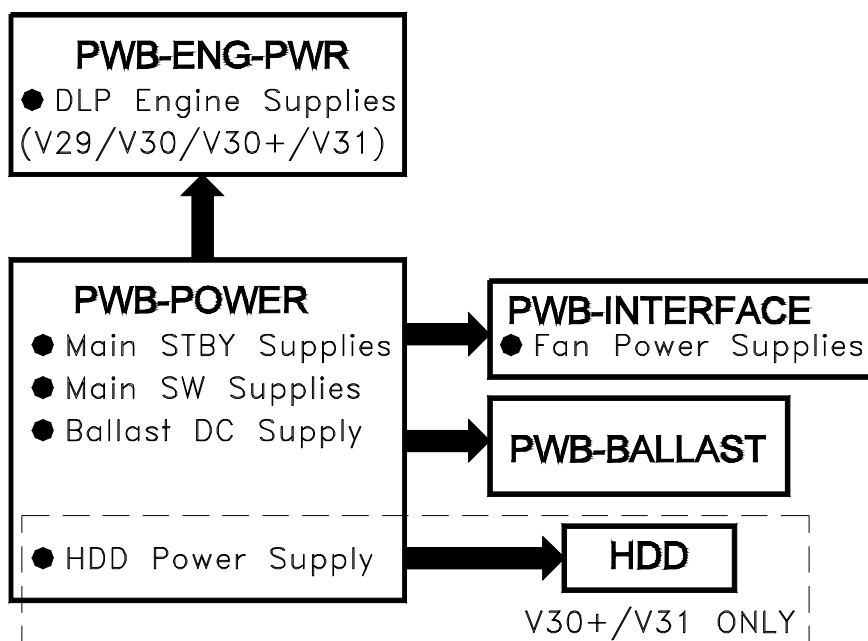 PWB-ENG-PWR
● DLP Engine Supplies
(V29/V30/V30+/V31)
PWB-POWER
● Main STBY Supplies
● Main SW Supplies
● Ballast DC Supply
● HDD Power Supply
PWB-INTERFACE
● Fan Power Supplies
PWB-BALLAST
HDD
V30+/V31 ONLY